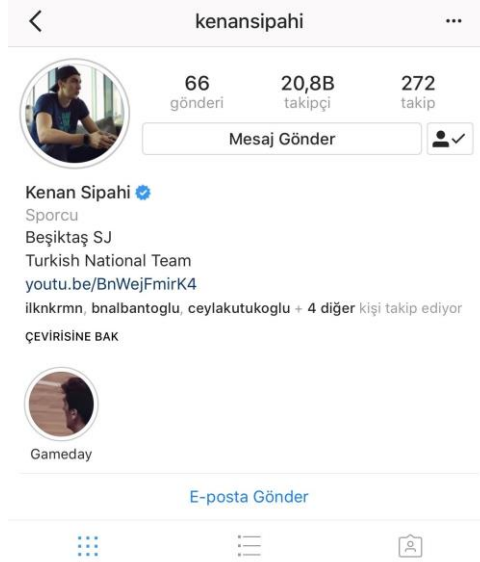 kenansipahi
66 20,8B 272
gönderi takipçi takip
Mesaj Gönder
Kenan Sipahi
Sporcu
Beşiktaş SJ
Turkish National Team
youtu.be/BnWejFmirK4
ilknkrmn, bnalbantoglu, ceylakutukoglu + 4 diğer kişi takip ediyor
ÇEVİRİSİNE BAK
Gameday
E-posta Gönder